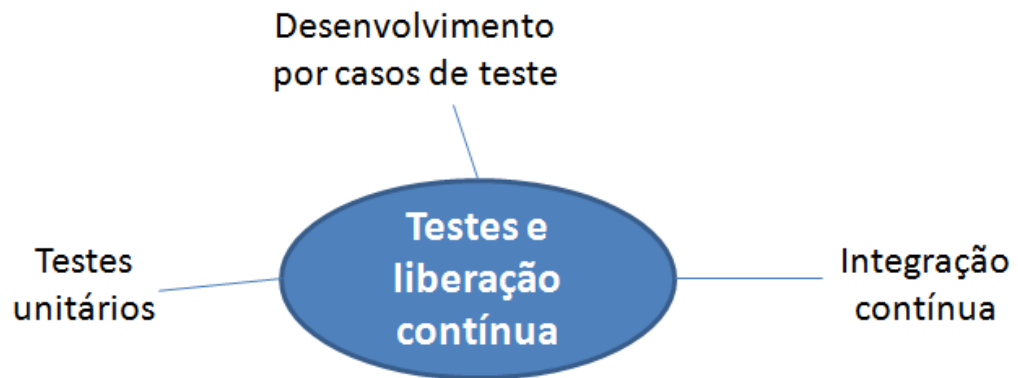 Desenvolvimento
por casos de teste
Testes e
liberação
contínua
Testes
unitários
Integração
contínua